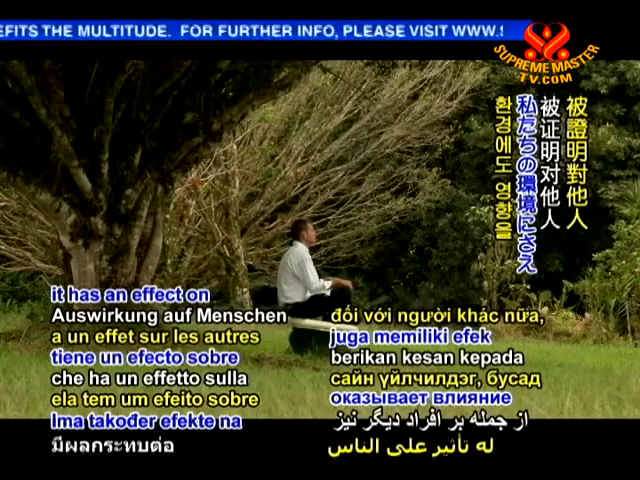 EFITS THE MULTITUDE. FOR FURTHER INFO, PLEASE VISIT WWW.S
SUPREME MASTER
TV.COM
被證明對他人
被证明对他人
私たちの環境にさえ
환경에도 영향을
it has an effect on
Auswirkung auf Menschen
a un effet sur les autres
tiene un efecto sobre
che ha un effetto sulla
ela tem um efeito sobre
Ima također efekte na
มีผลกระทบต่อ
đối với người khác nữa,
juga memiliki efek
berikan kesan kepada
сайн үйлчилдэг, бусад
оказывает влияние
از جمله بر افراد دیگر نیز
له تأثير على الناس